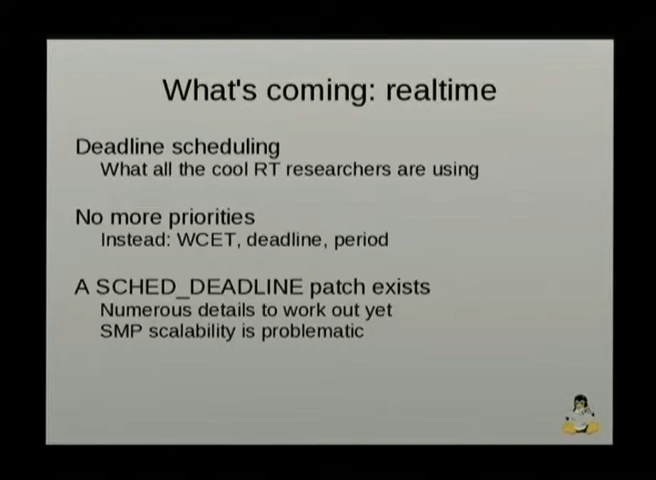 What's coming: realtime
Deadline scheduling
What all the cool RT researchers are using
No more priorities
Instead: WCET, deadline, period
A SCHED_DEADLINE patch exists
Numerous details to work out yet
SMP scalability is problematic